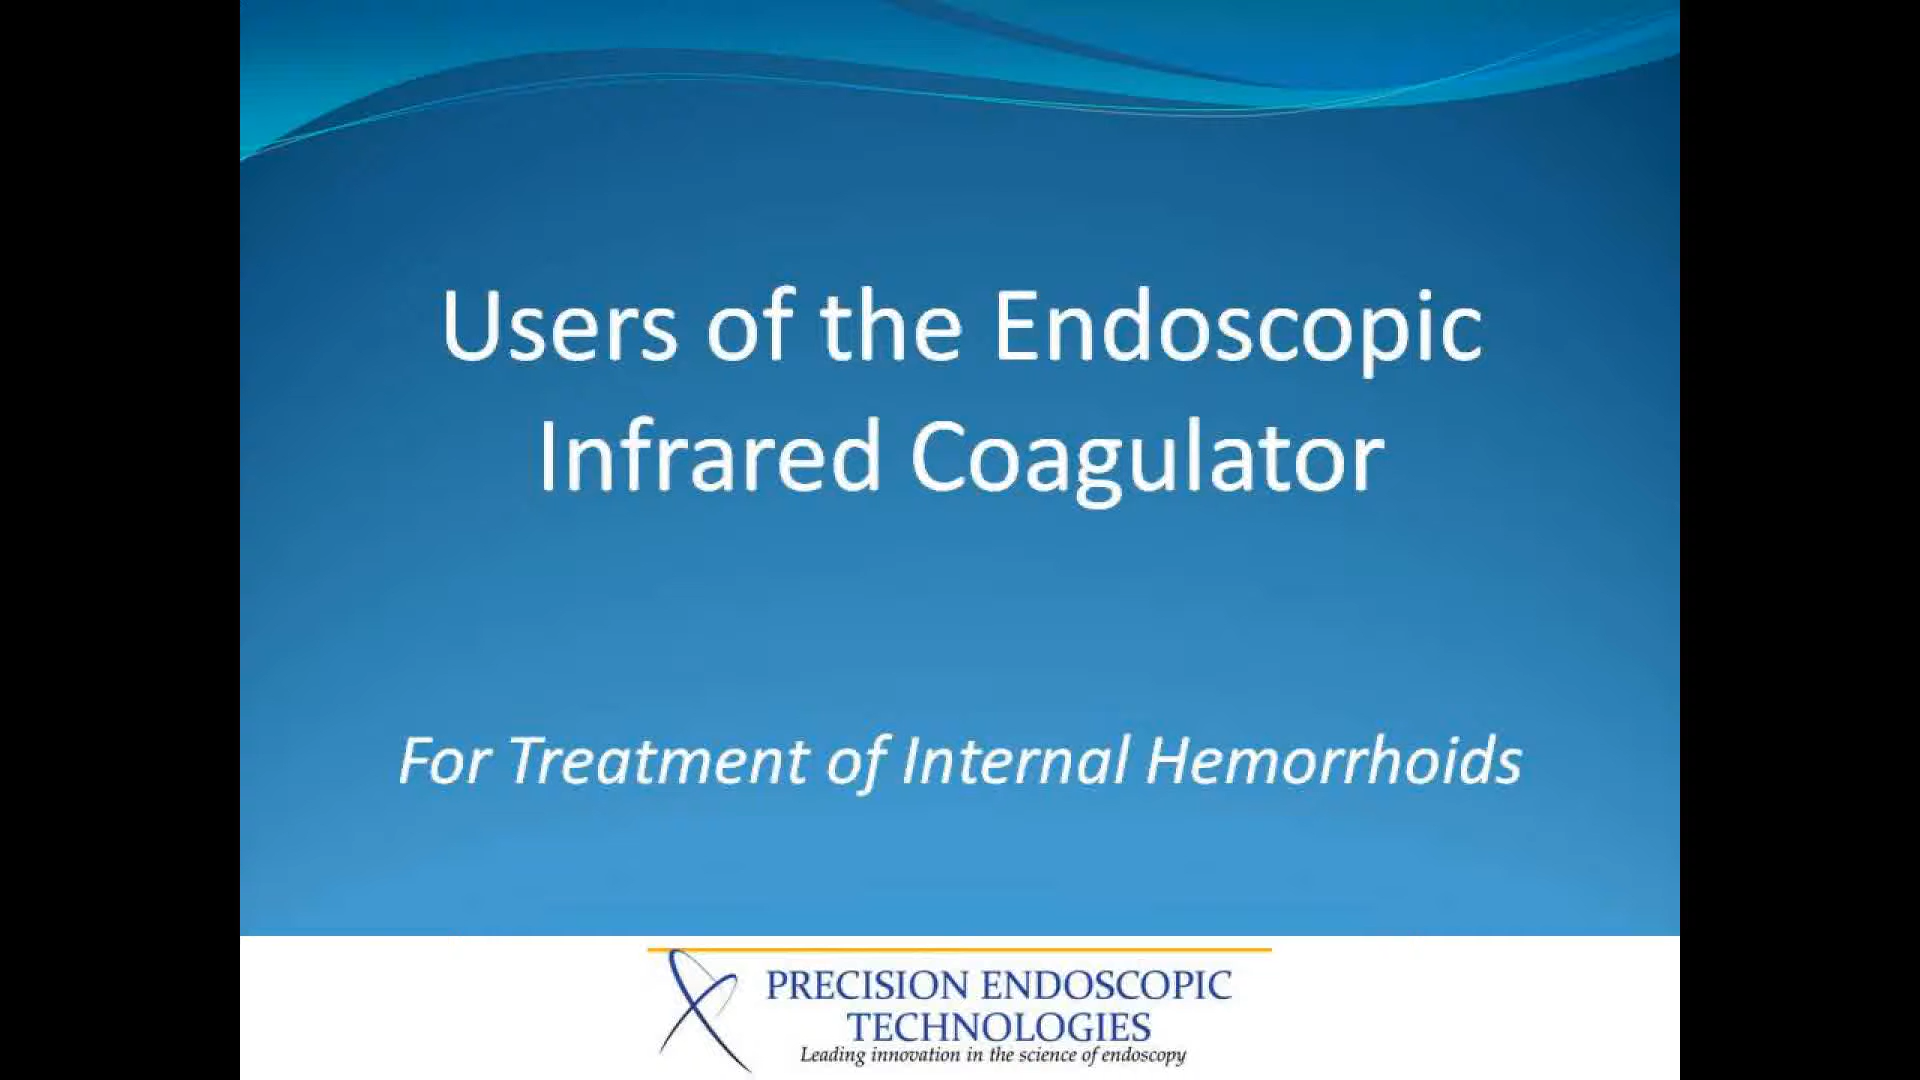 Users of the Endoscopic
Infrared Coagulator
For Treatment of Internal Hemorrhoids
PRECISION ENDOSCOPIC
TECHNOLOGIES
Leading innovation in the science of endoscopy